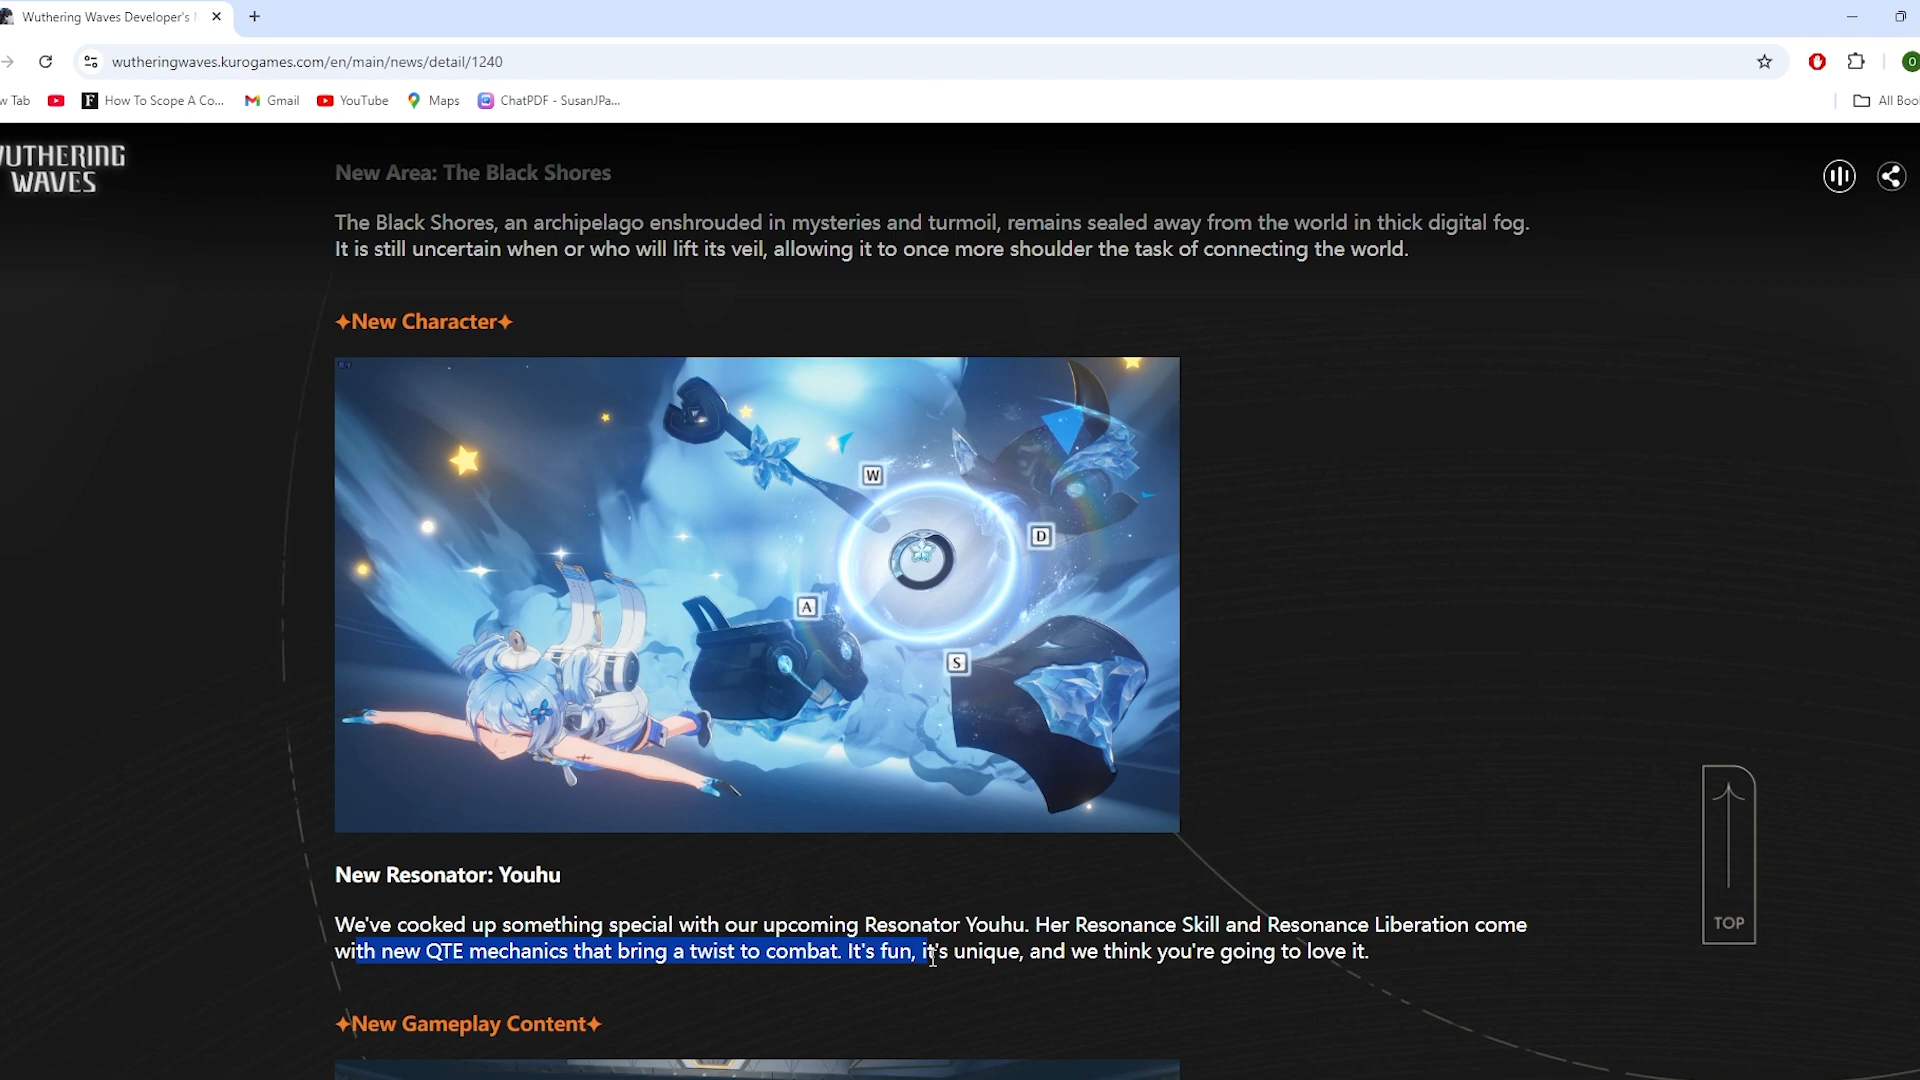 Wuthering Waves Developer's
wutheringwaves.kurogames.com/en/main/news/detail/1240
w Tab
How To Scope A Co...
Gmail
YouTube
Maps
ChatPDF - SusanJPa...
All Boo
WUTHERING
WAVES
New Area: The Black Shores
The Black Shores, an archipelago enshrouded in mysteries and turmoil, remains sealed away from the world in thick digital fog.
It is still uncertain when or who will lift its veil, allowing it to once more shoulder the task of connecting the world.
✦New Character✦
W
D
A
S
New Resonator: Youhu
We've cooked up something special with our upcoming Resonator Youhu. Her Resonance Skill and Resonance Liberation come
with new QTE mechanics that bring a twist to combat. It's fun, it's unique, and we think you're going to love it.
TOP
✦New Gameplay Content✦